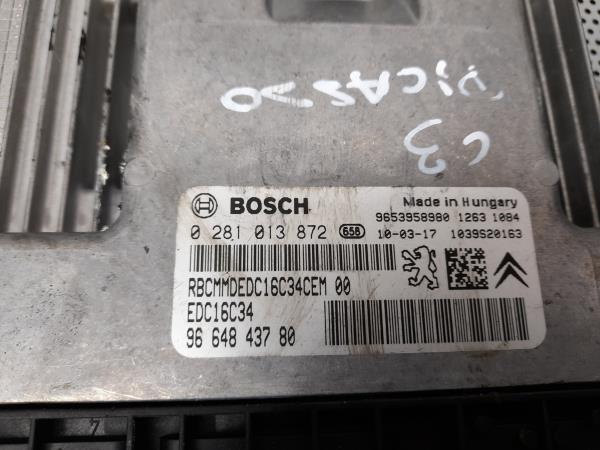 PICASSO
C3
BOSCH
Made in Hungary
9653958980 1263 1084
0 281 013 872 656 10-03-17 1039S20163
RBCMMDEDC16C34CEM 00
EDC16C34
96 648 437 80